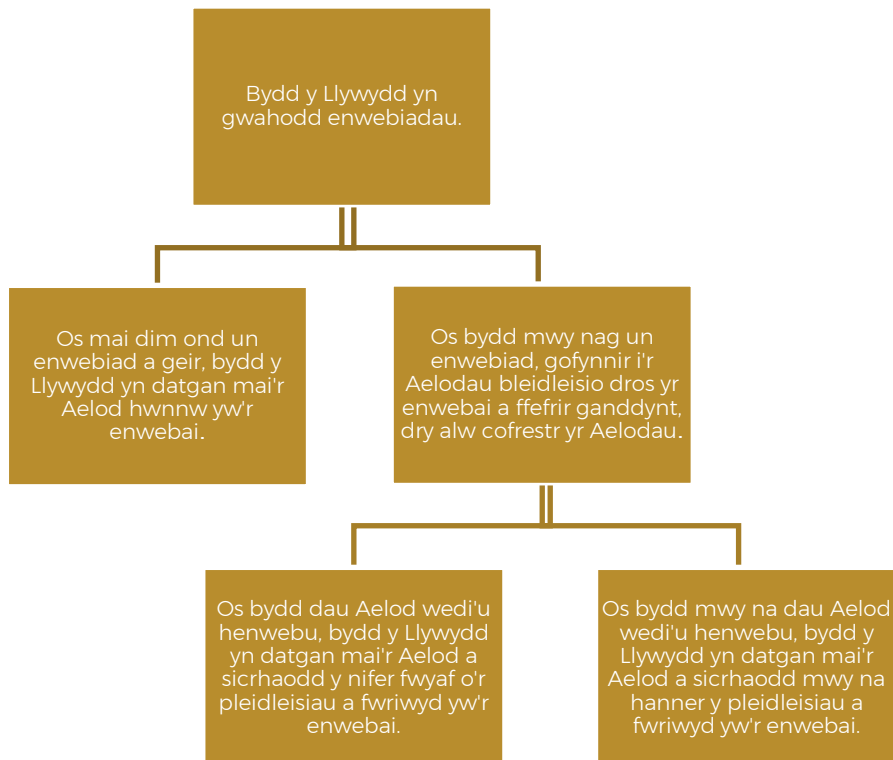 Bydd y Llywydd yn
gwahodd enwebiadau.
Os mai dim ond un
enwebiad a geir, bydd y
Llywydd yn datgan mai'r
Aelod hwnnw yw'r
enwebai.
Os bydd mwy nag un
enwebiad, gofynnir i'r
Aelodau bleidleisio dros yr
enwebai a ffefrir ganddynt,
dry alw cofrestr yr Aelodau.
Os bydd dau Aelod wedi'u
henwebu, bydd y Llywydd
yn datgan mai'r Aelod a
sicrhaodd y nifer fwyaf o'r
pleidleisiau a fwriwyd yw'r
enwebai.
Os bydd mwy na dau Aelod
wedi'u henwebu, bydd y
Llywydd yn datgan mai'r
Aelod a sicrhaodd mwy na
hanner y pleidleisiau a
fwriwyd yw'r enwebai.